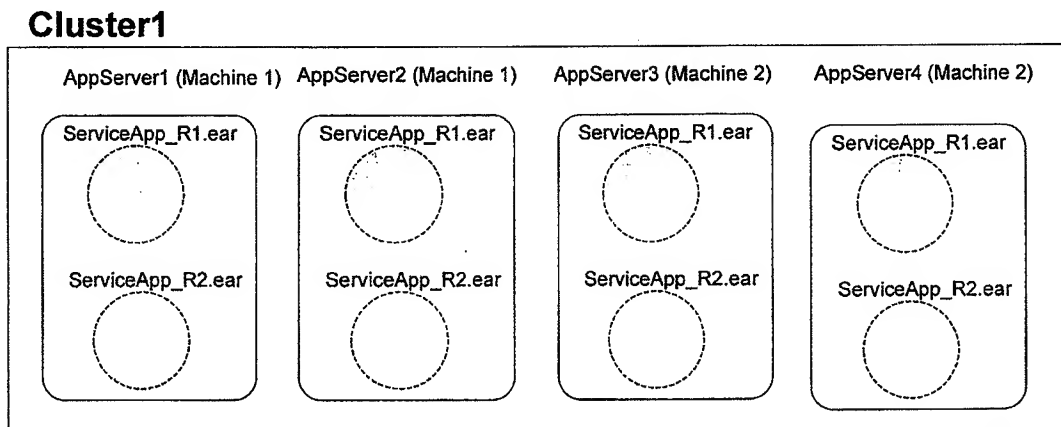 Cluster1
AppServer1 (Machine 1) AppServer2 (Machine 1) AppServer3 (Machine 2) AppServer4 (Machine 2)
ServiceApp_R1.ear ServiceApp_R1.ear ServiceApp_R1.ear ServiceApp_R1.ear
ServiceApp_R2.ear ServiceApp_R2.ear ServiceApp_R2.ear ServiceApp_R2.ear